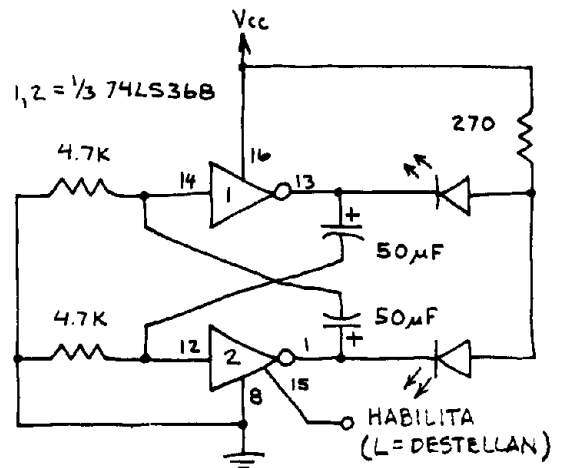 Vcc
1,2 = 1/3 74LS368
270
4.7K
16
14
1
13
+
50µF
4.7K
50µF
+
12
2
1
15
8
HABILITA
(L=DESTELLAN)